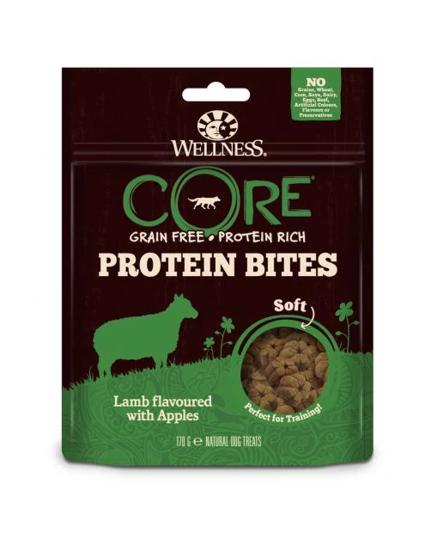 NO
Grains, Wheat,
Corn, Soya, Dairy,
Eggs, Beef,
Artificial Colours,
Flavours or
Preservatives
WELLNESS®
CORE®
GRAIN FREE • PROTEIN RICH
PROTEIN BITES
Soft
Lamb flavoured
with Apples
Perfect for Training!
170 G ℮ NATURAL DOG TREATS